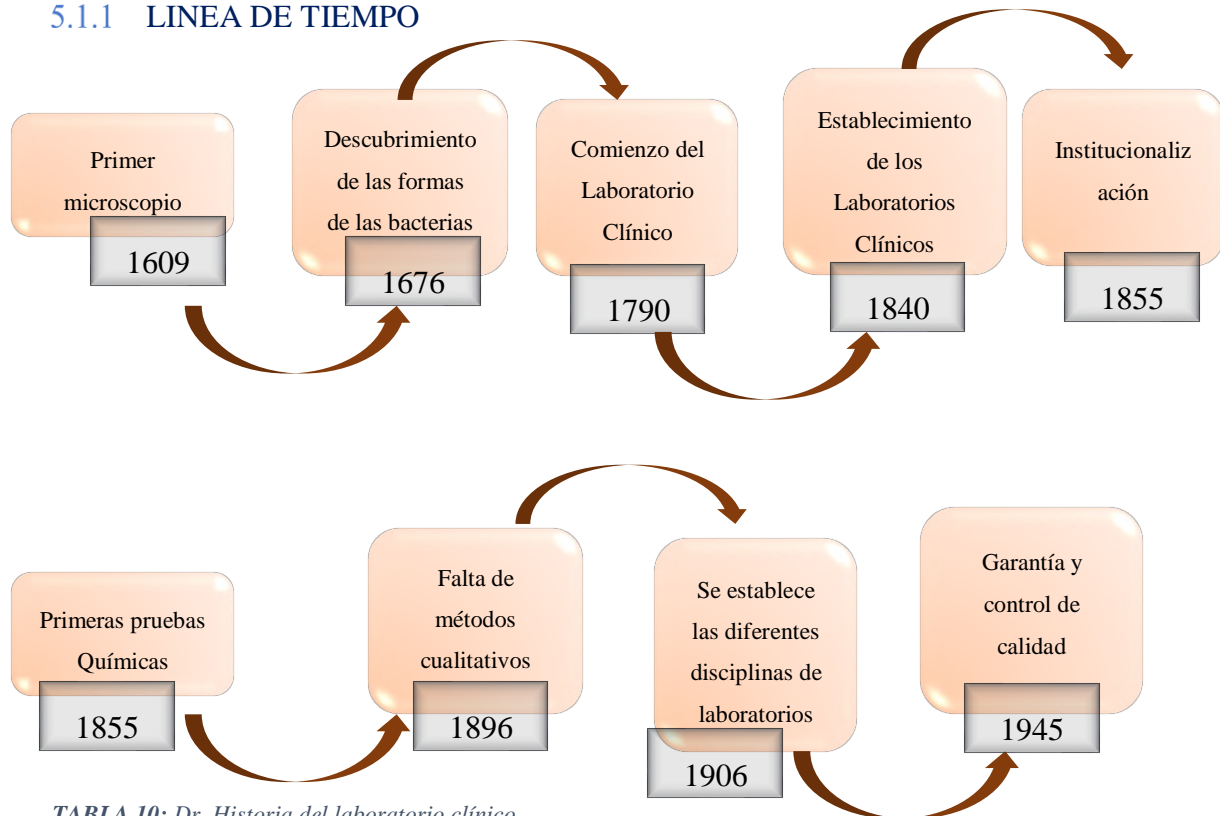 5.1.1 LINEA DE TIEMPO
Primer
microscopio
1609
Descubrimiento
de las formas
de las bacterias
1676
Comienzo del
Laboratorio
Clínico
1790
Establecimiento
de los
Laboratorios
Clínicos
1840
Institucionaliz
ación
1855
Primeras pruebas
Químicas
1855
Falta de
métodos
cualitativos
1896
Se establece
las diferentes
disciplinas de
laboratorios
1906
Garantía y
control de
calidad
1945
TABLA 10: Dr. Historia del laboratorio clínico